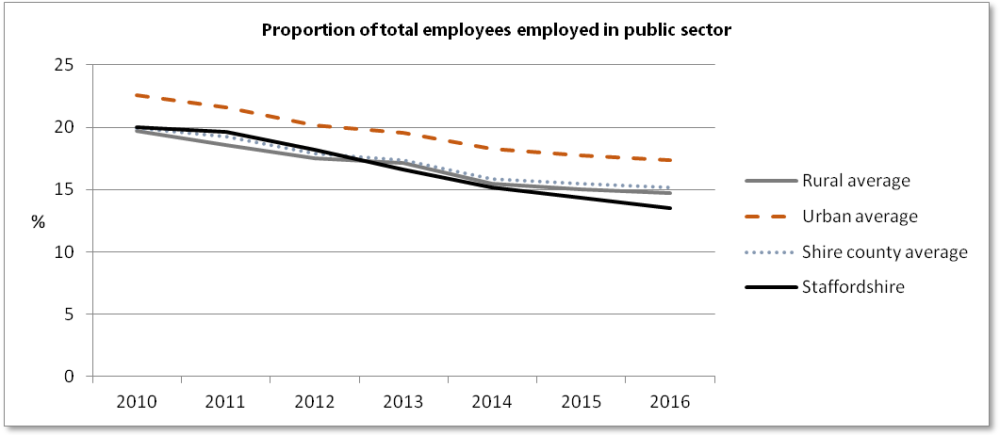 Proportion of total employees employed in public sector
25
20
15
%
10
5
0
2010 2011 2012 2013 2014 2015 2016
Rural average
Urban average
Shire county average
Staffordshire